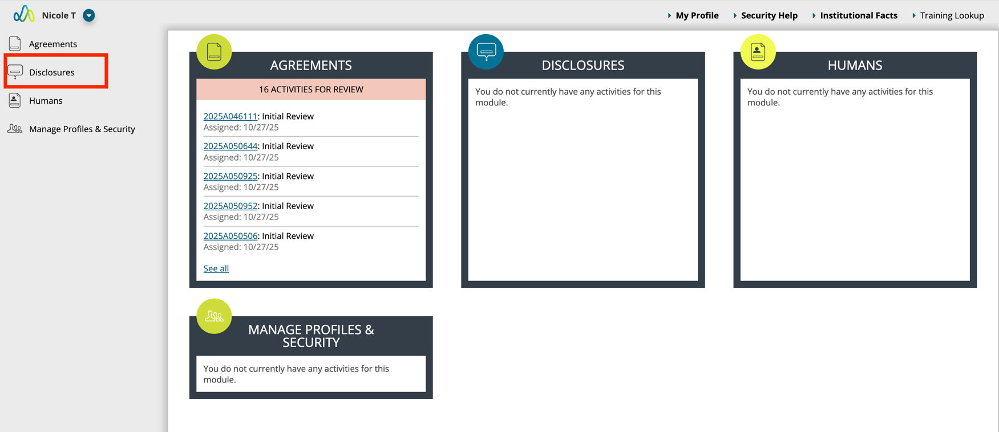 Nicole T
My Profile
Security Help
Institutional Facts
Training Lookup
Agreements
Disclosures
Humans
Manage Profiles & Security
AGREEMENTS
16 ACTIVITIES FOR REVIEW
2025A046111: Initial Review
Assigned: 10/27/25
2025A050644: Initial Review
Assigned: 10/27/25
2025A050925: Initial Review
Assigned: 10/27/25
2025A050952: Initial Review
Assigned: 10/27/25
2025A050506: Initial Review
Assigned: 10/27/25
See all
DISCLOSURES
You do not currently have any activities for this
module.
HUMANS
You do not currently have any activities for this
module.
MANAGE PROFILES &
SECURITY
You do not currently have any activities for this
module.